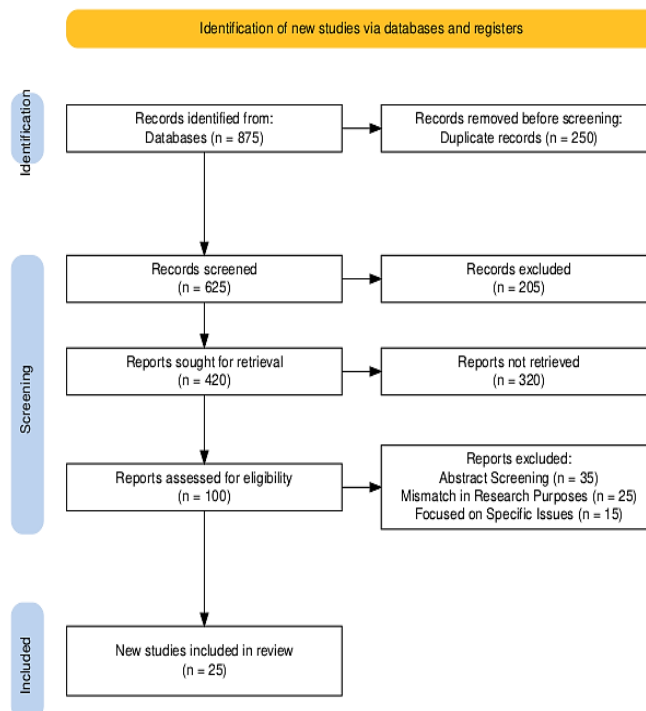 Identification of new studies via databases and registers
Identification
Records identified from:
Databases (n = 875)
Records removed before screening:
Duplicate records (n = 250)
Screening
Records screened
(n = 625)
Records excluded
(n = 205)
Reports sought for retrieval
(n = 420)
Reports not retrieved
(n = 320)
Reports assessed for eligibility
(n = 100)
Reports excluded:
Abstract Screening (n = 35)
Mismatch in Research Purposes (n = 25)
Focused on Specific Issues (n = 15)
Included
New studies included in review
(n = 25)